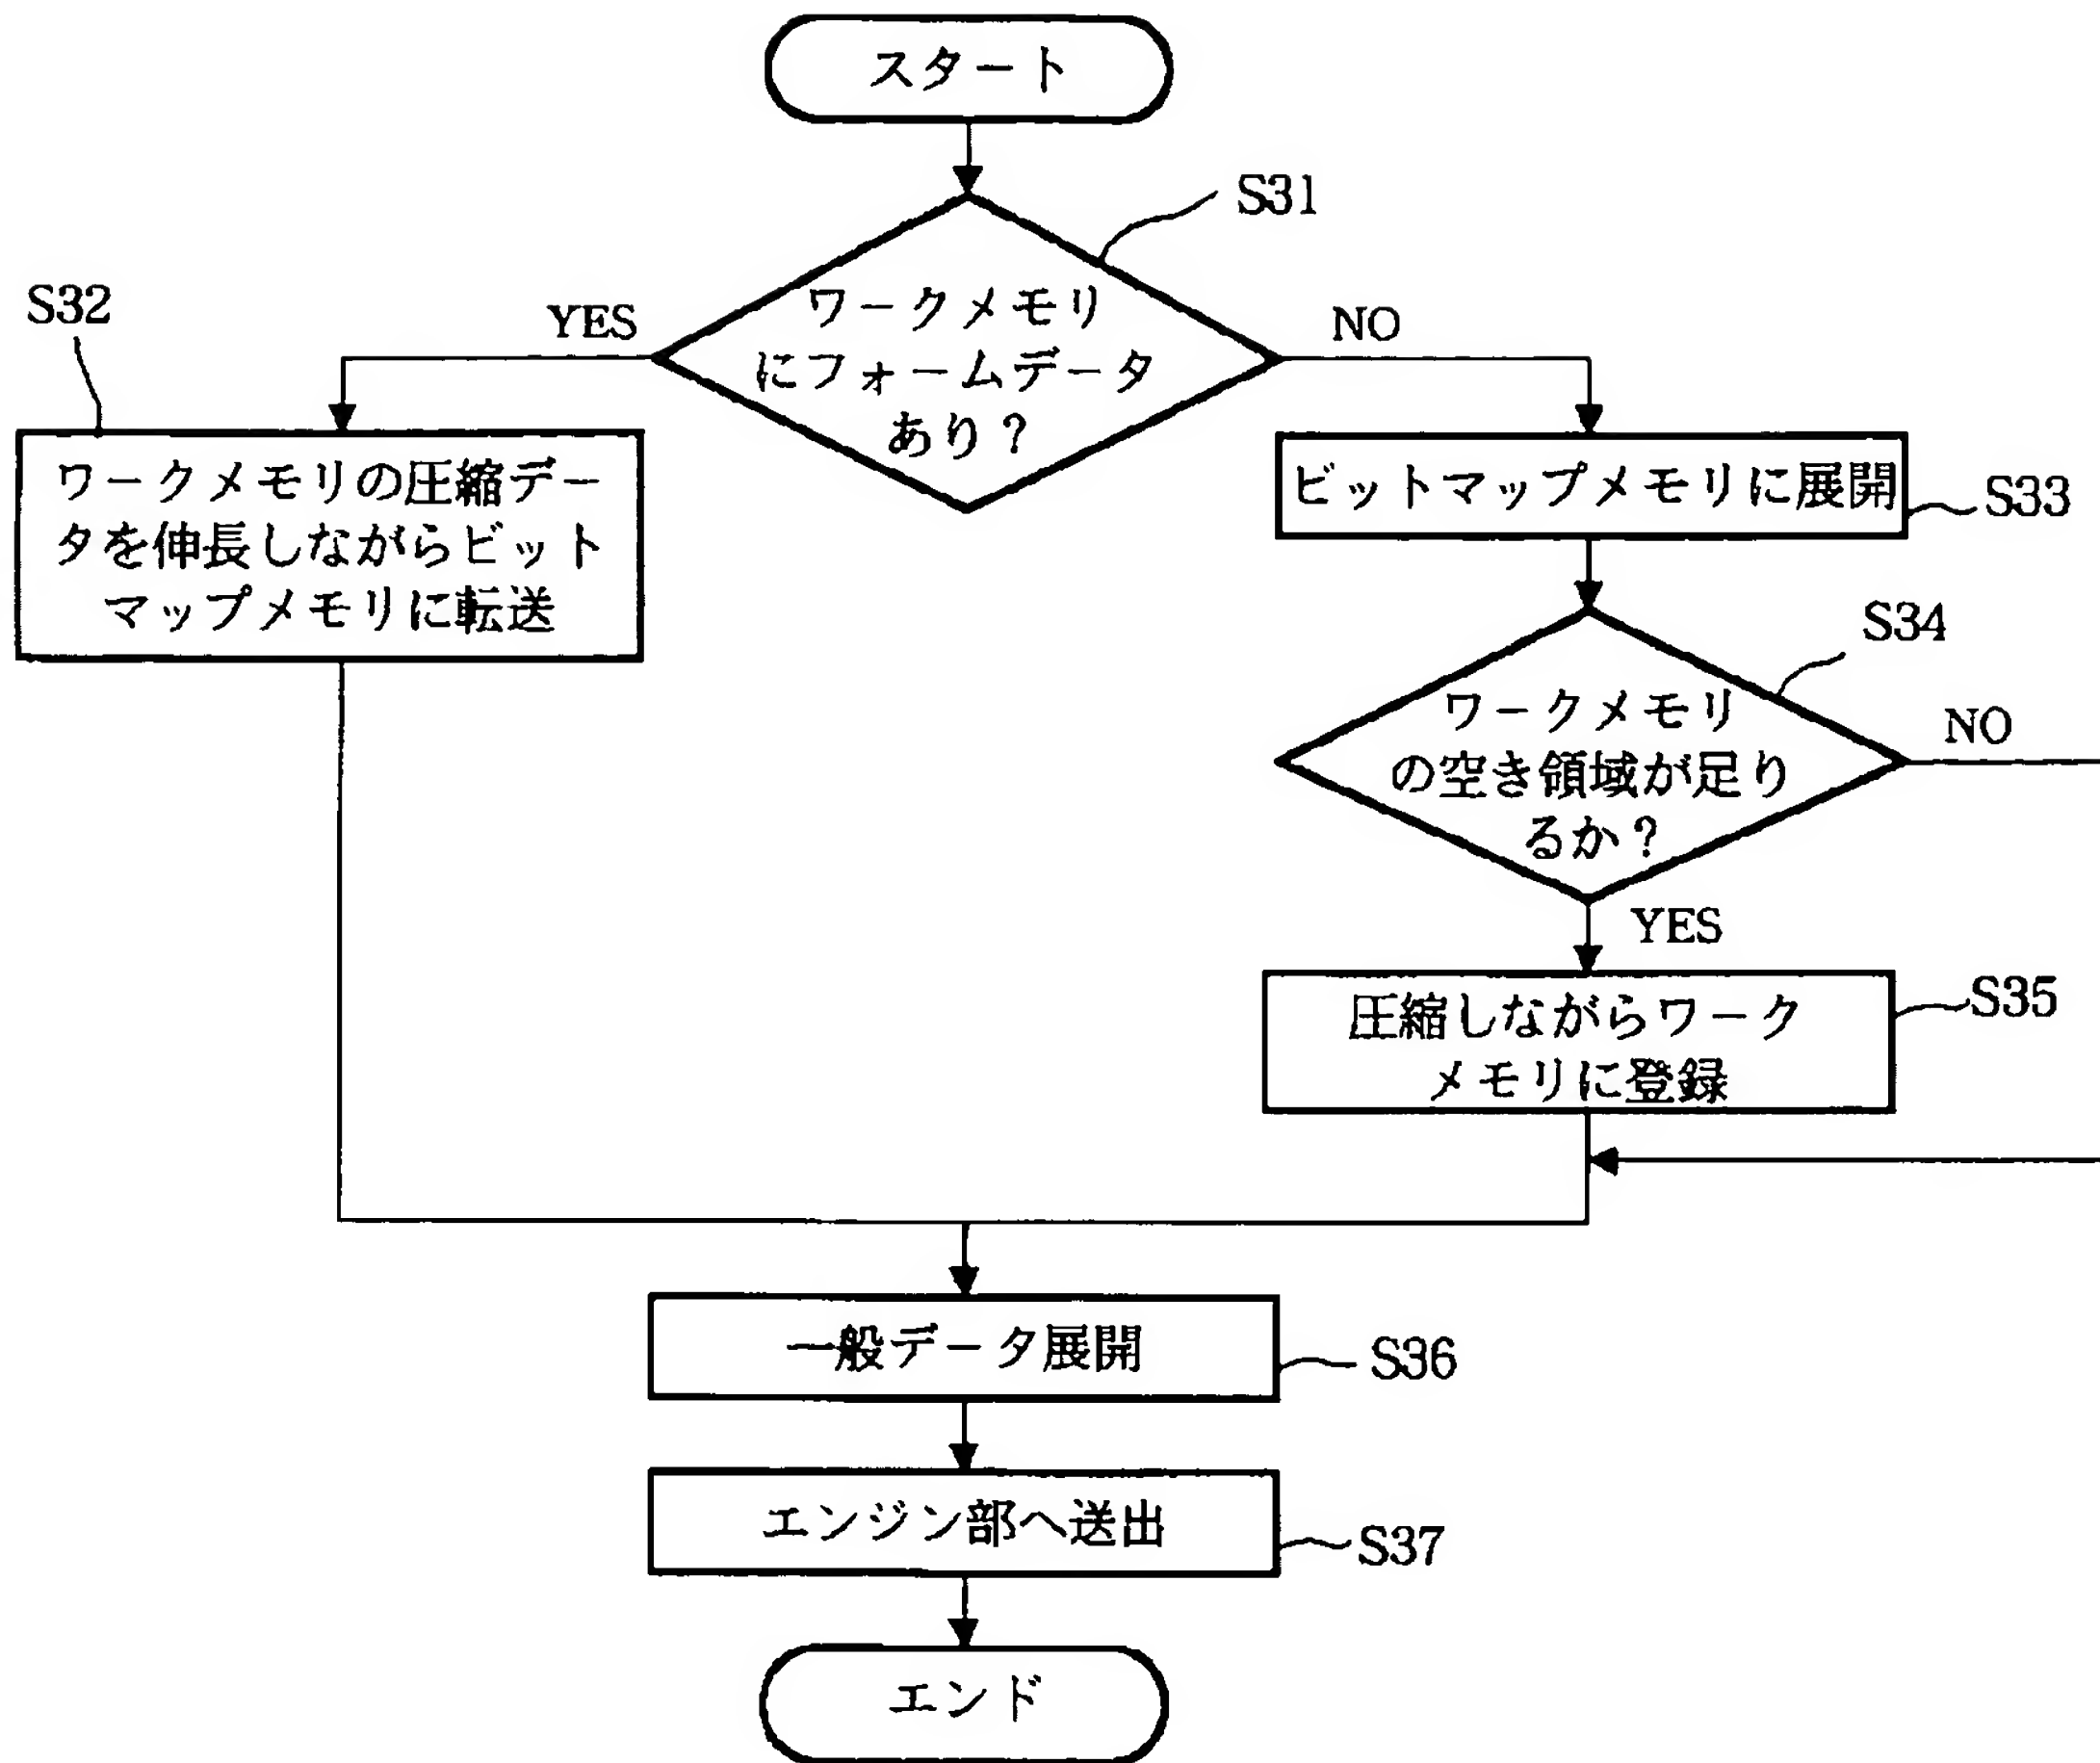 スタート
S31
ワークメモリ
にフォームデータ
あり？
YES
NO
S32
ワークメモリの圧縮デー
タを伸長しながらビット
マップメモリに転送
ビットマップメモリに展開
S33
S34
ワークメモリ
の空き領域が足り
るか？
NO
YES
圧縮しながらワーク
メモリに登録
S35
一般データ展開
S36
エンジン部へ送出
S37
エンド